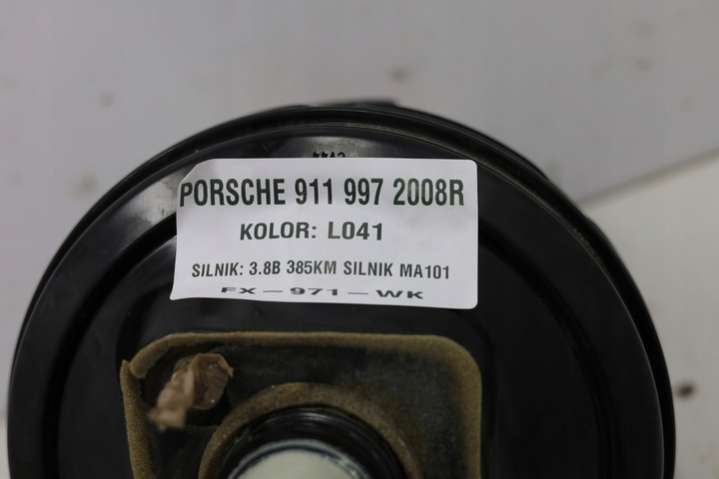 PORSCHE 911 997 2008R
KOLOR: L041
SILNIK: 3.8B 385KM SILNIK MA101
FX-971-WK